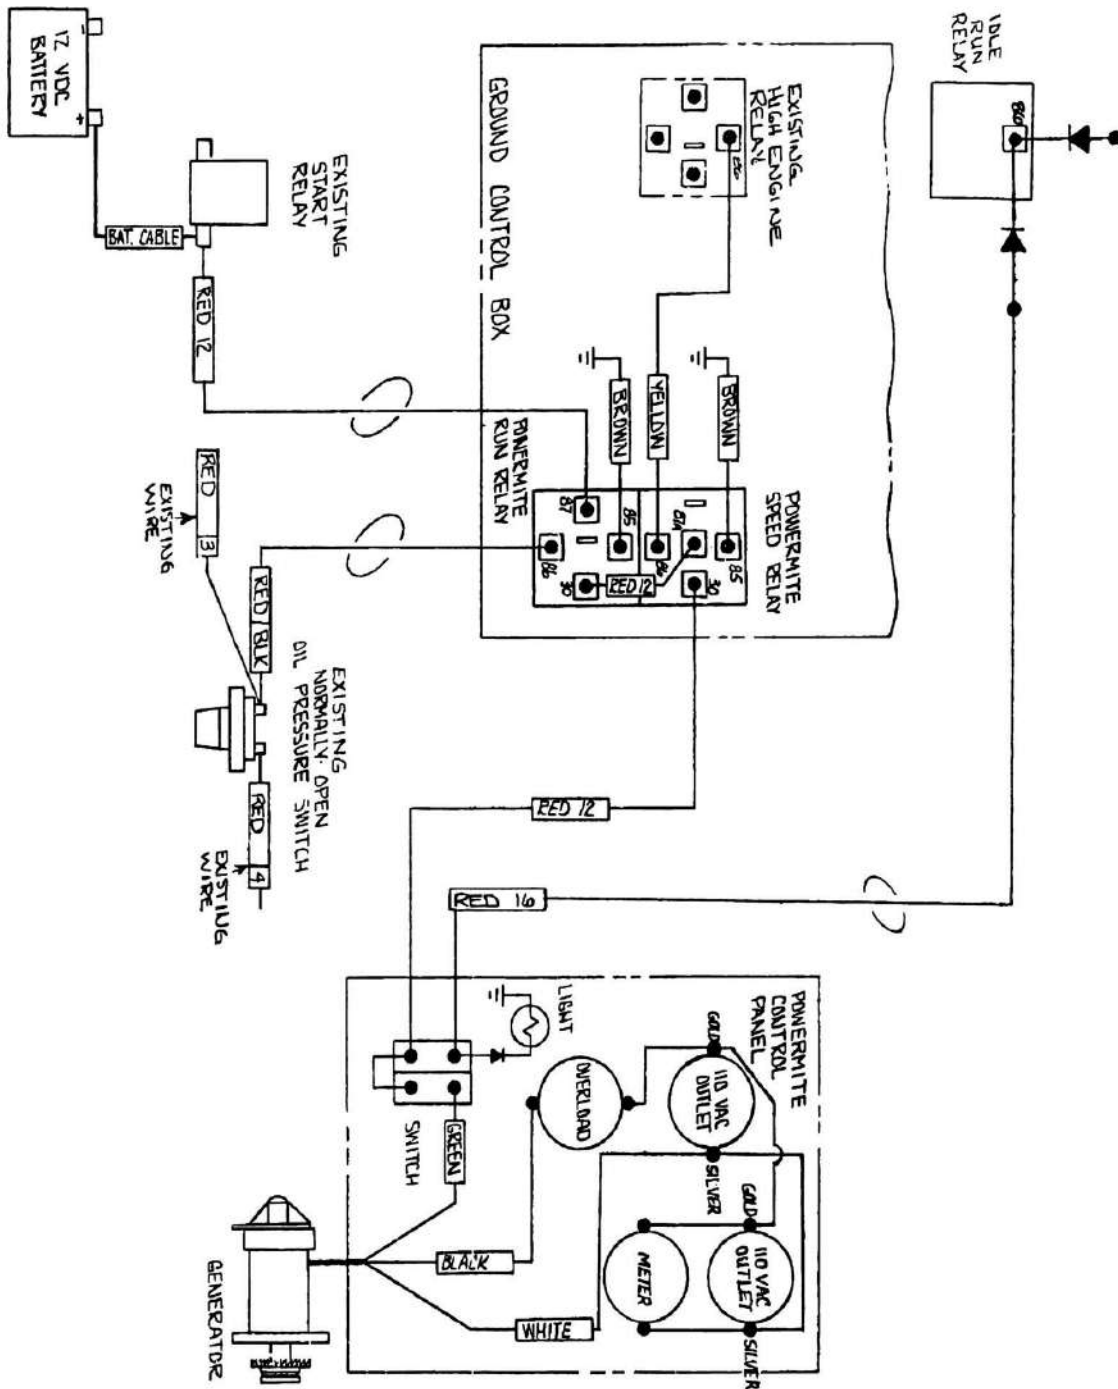 12 VDC
BATTERY
-
+
BAT. CABLE
EXISTING
START
RELAY
RED 12
GROUND CONTROL BOX
EXISTING
HIGH ENGINE
RELAY
86
IDLE
RUN
RELAY
86
BROWN
YELLOW
BROWN
POWERMITE
RUN RELAY
87
85
86
30
RED 12
POWERMITE
SPEED RELAY
87A
85
86
30
RED
3
EXISTING
WIRE
RED/BLK
EXISTING
NORMALLY OPEN
OIL PRESSURE SWITCH
RED
4
EXISTING
WIRE
RED 12
RED 16
POWERMITE
CONTROL
PANEL
LIGHT
SWITCH
GREEN
OVERLOAD
GOLD
110 VAC
OUTLET
SILVER
GOLD
110 VAC
OUTLET
SILVER
METER
BLACK
WHITE
GENERATOR